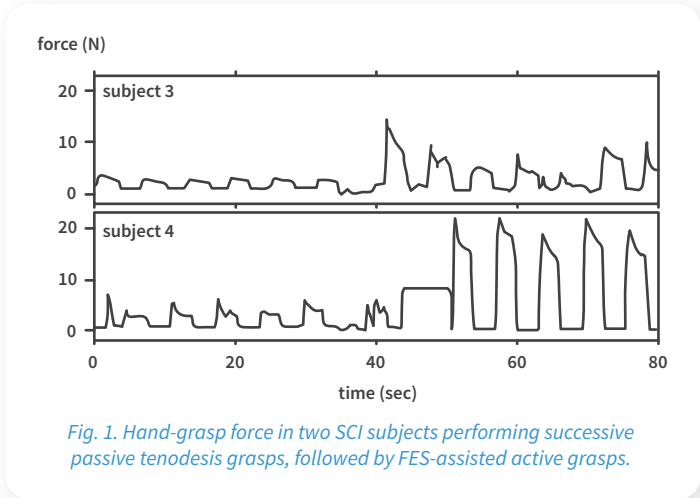 force (N)
20
subject 3
10
0
20
subject 4
10
0
0 20 40 60 80
time (sec)
Fig. 1. Hand-grasp force in two SCI subjects performing successive
passive tenodesis grasps, followed by FES-assisted active grasps.